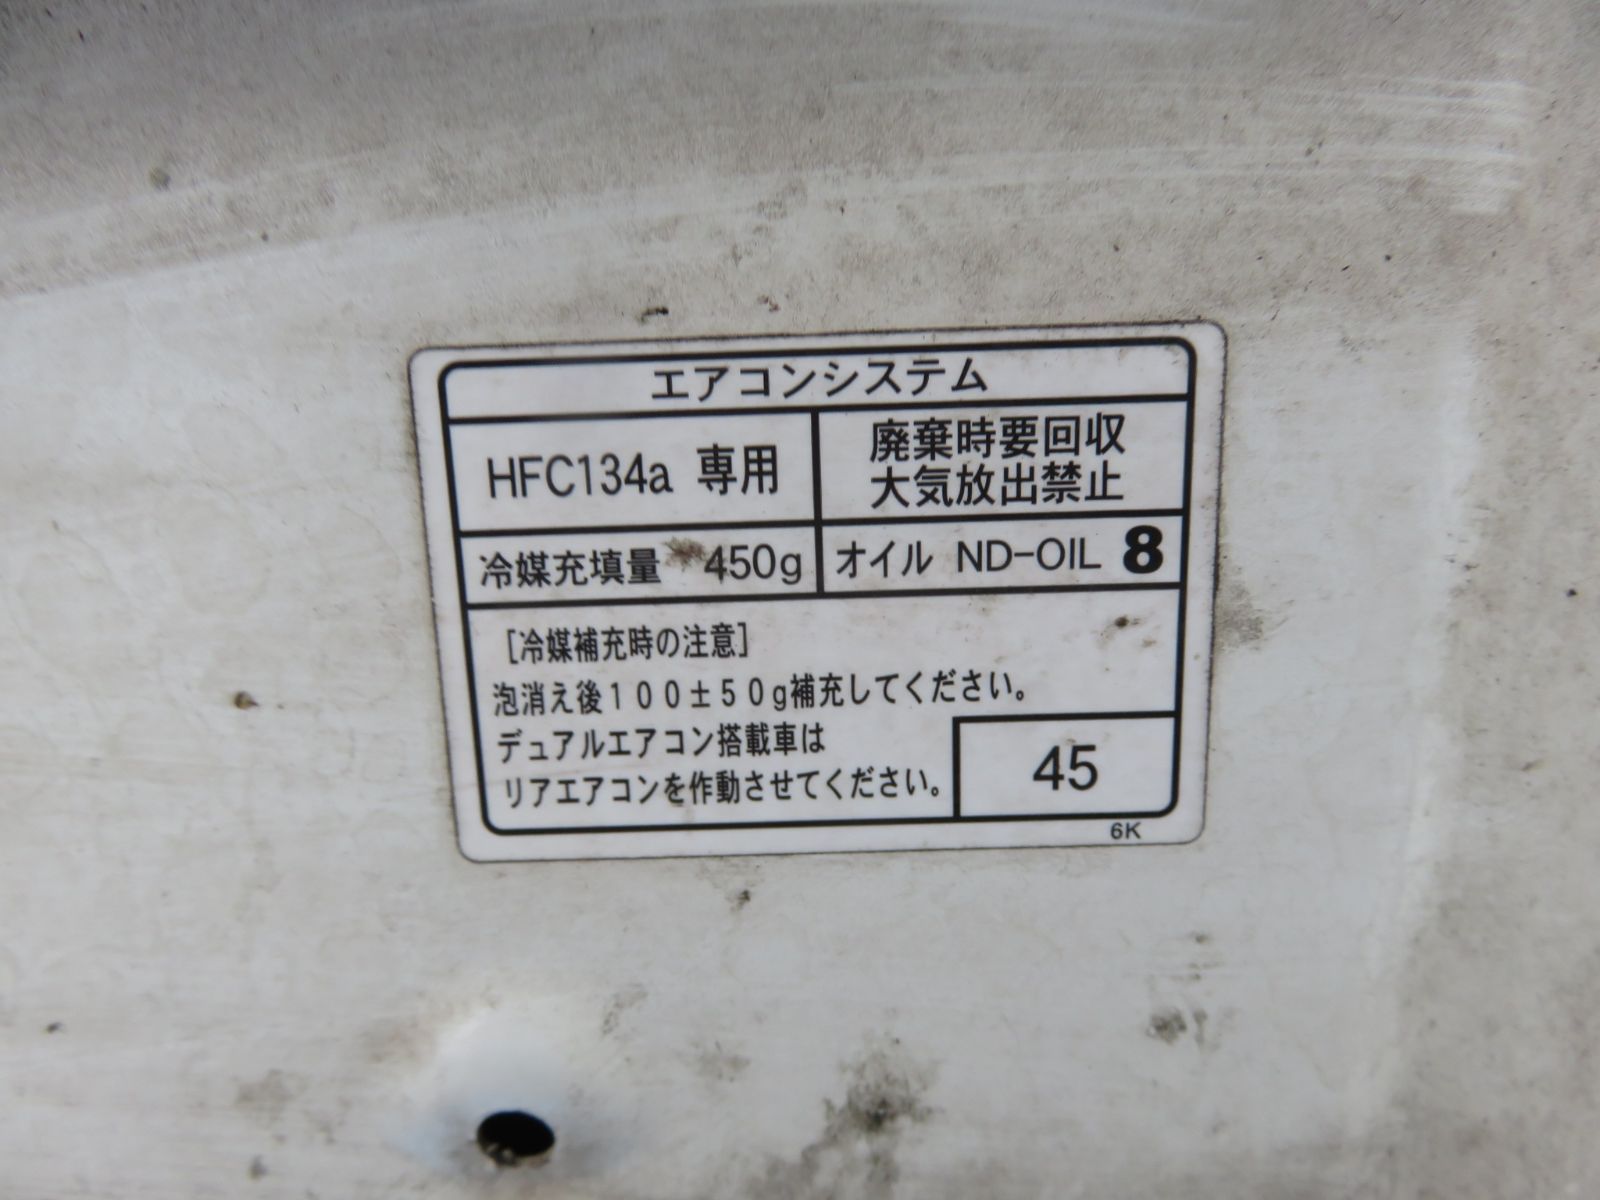 エアコンシステム
HFC134a 専用
廃棄時要回収
大気放出禁止
冷媒充填量 450g
オイル ND-OIL 8
[冷媒補充時の注意]
泡消え後１００±５０g補充してください。
デュアルエアコン搭載車は
リアエアコンを作動させてください。
45
6K